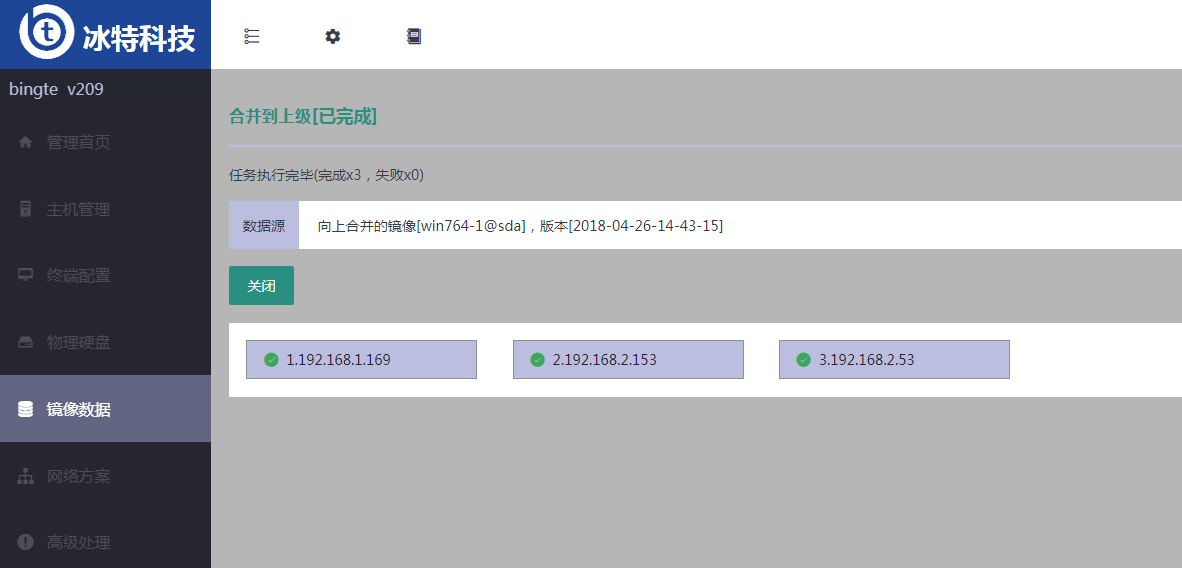 冰特科技
bingte v209
管理首页
主机管理
终端配置
物理硬盘
镜像数据
网络方案
高级处理
合并到上级[已完成]
任务执行完毕(完成x3，失败x0)
数据源 向上合并的镜像[win764-1@sda]，版本[2018-04-26-14-43-15]
关闭
1.192.168.1.169 2.192.168.2.153 3.192.168.2.53